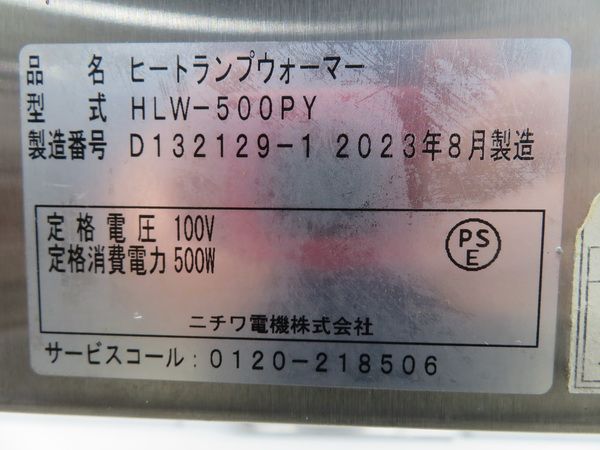 品名 ヒートランプウォーマー
型式 HLW-500PY
製造番号 D132129-1 2023年8月製造
定格電圧 100V
定格消費電力 500W
PS
E
ニチワ電機株式会社
サービスコール:0120-218506